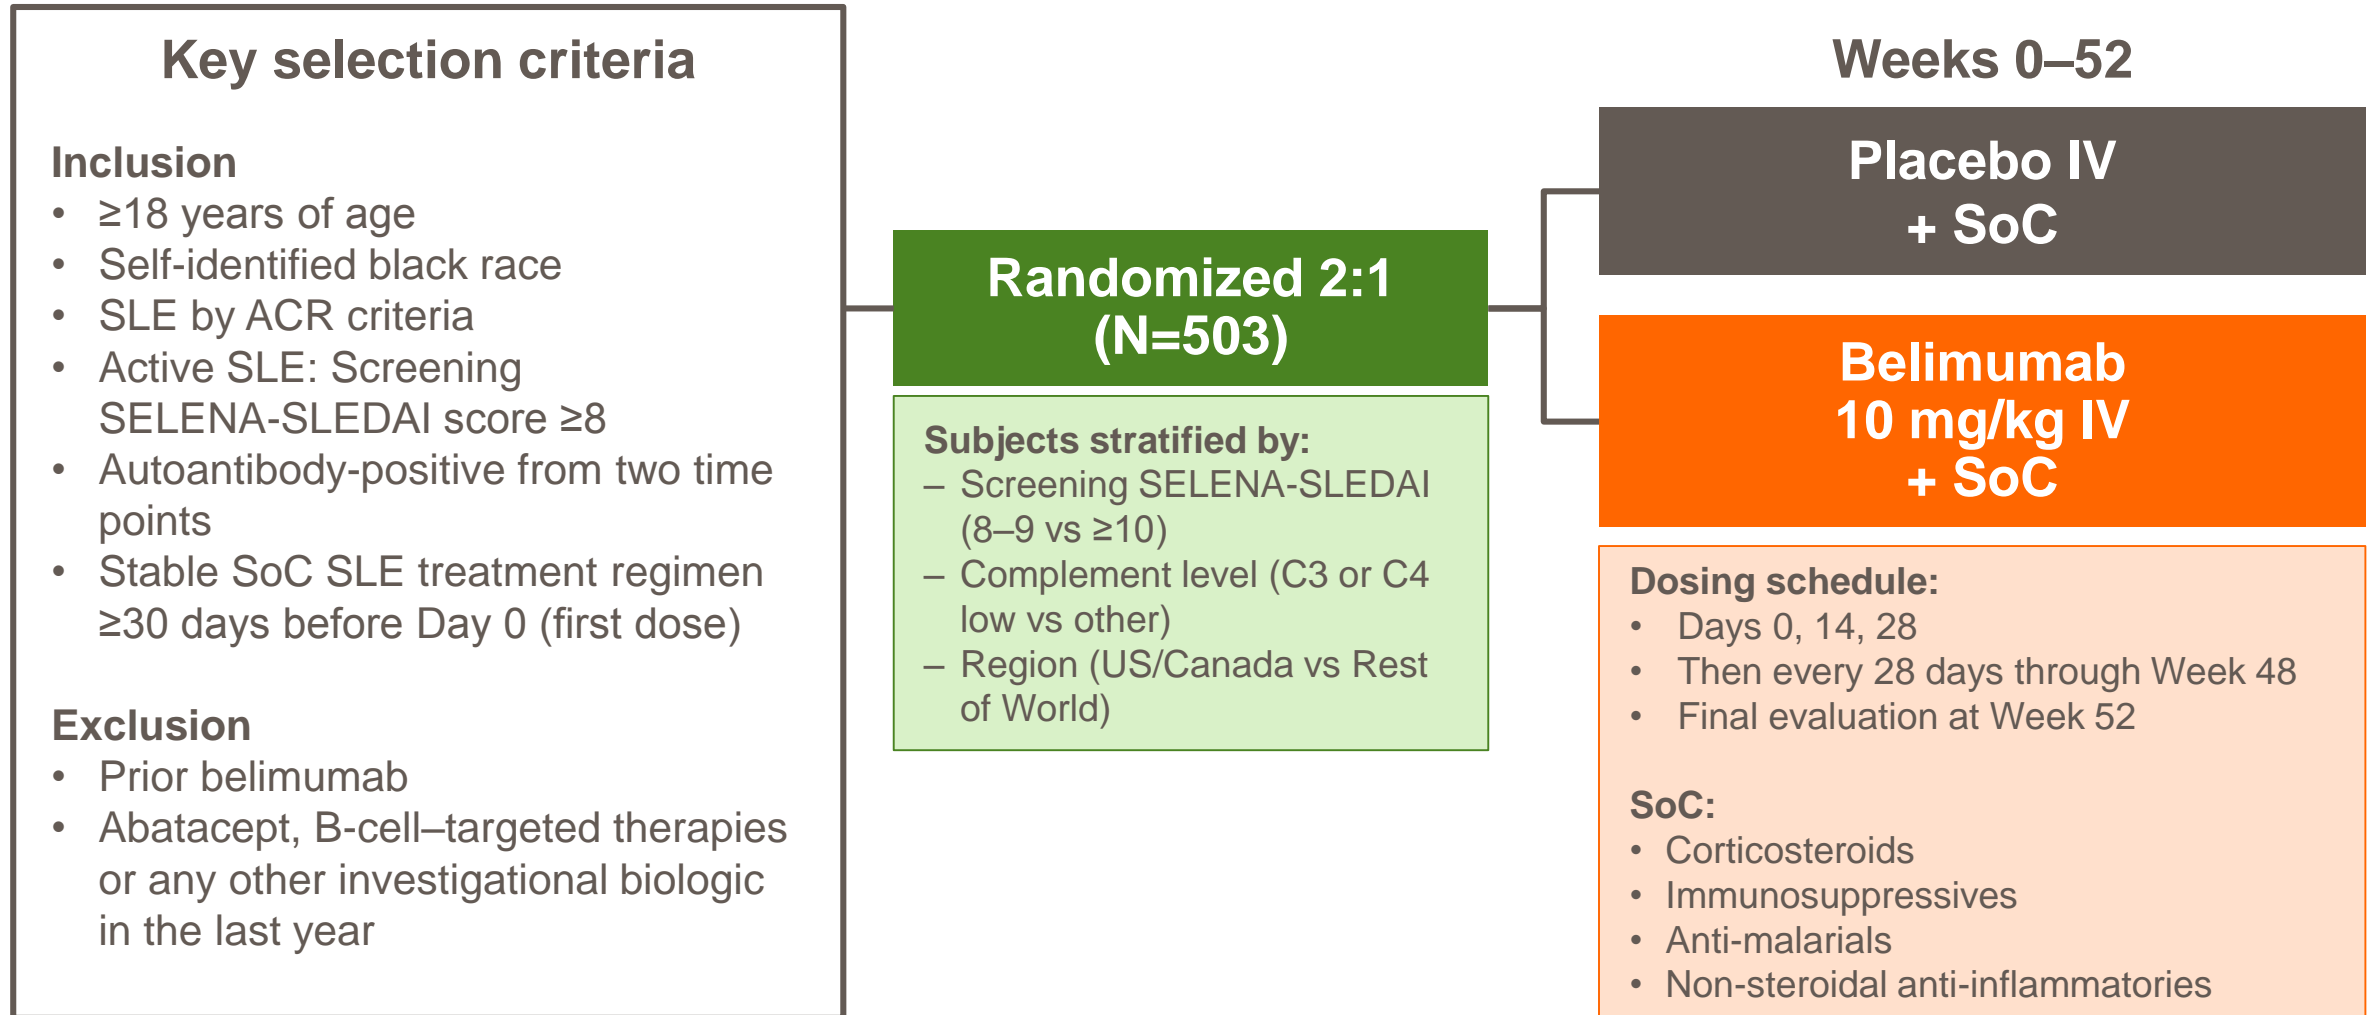 Key selection criteria
Inclusion
• ≥18 years of age
• Self-identified black race
• SLE by ACR criteria
• Active SLE: Screening
SELENA-SLEDAI score ≥8
• Autoantibody-positive from two time
points
• Stable SoC SLE treatment regimen
≥30 days before Day 0 (first dose)
Exclusion
• Prior belimumab
• Abatacept, B-cell–targeted therapies
or any other investigational biologic
in the last year
Randomized 2:1
(N=503)
Subjects stratified by:
– Screening SELENA-SLEDAI
(8–9 vs ≥10)
– Complement level (C3 or C4
low vs other)
– Region (US/Canada vs Rest
of World)
Weeks 0–52
Placebo IV
+ SoC
Belimumab
10 mg/kg IV
+ SoC
Dosing schedule:
• Days 0, 14, 28
• Then every 28 days through Week 48
• Final evaluation at Week 52
SoC:
• Corticosteroids
• Immunosuppressives
• Anti-malarials
• Non-steroidal anti-inflammatories